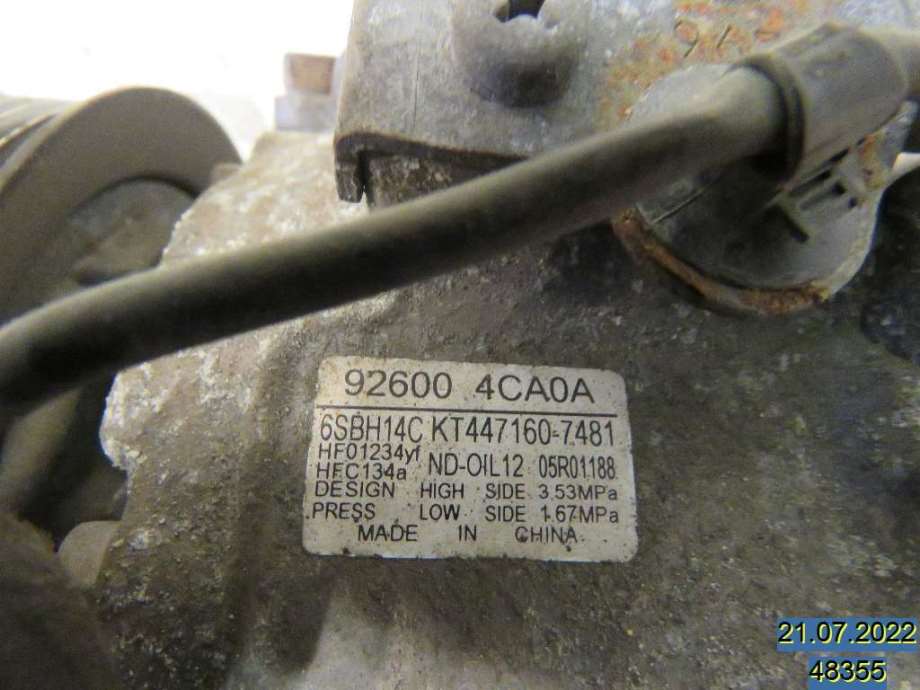 92600 4CA0A
6SBH14C KT447160-7481
HFO1234yf
HFC134a ND-OIL12 05R01188
DESIGN HIGH SIDE 3.53MPa
PRESS LOW SIDE 1.67MPa
MADE IN CHINA
21.07.2022
48355